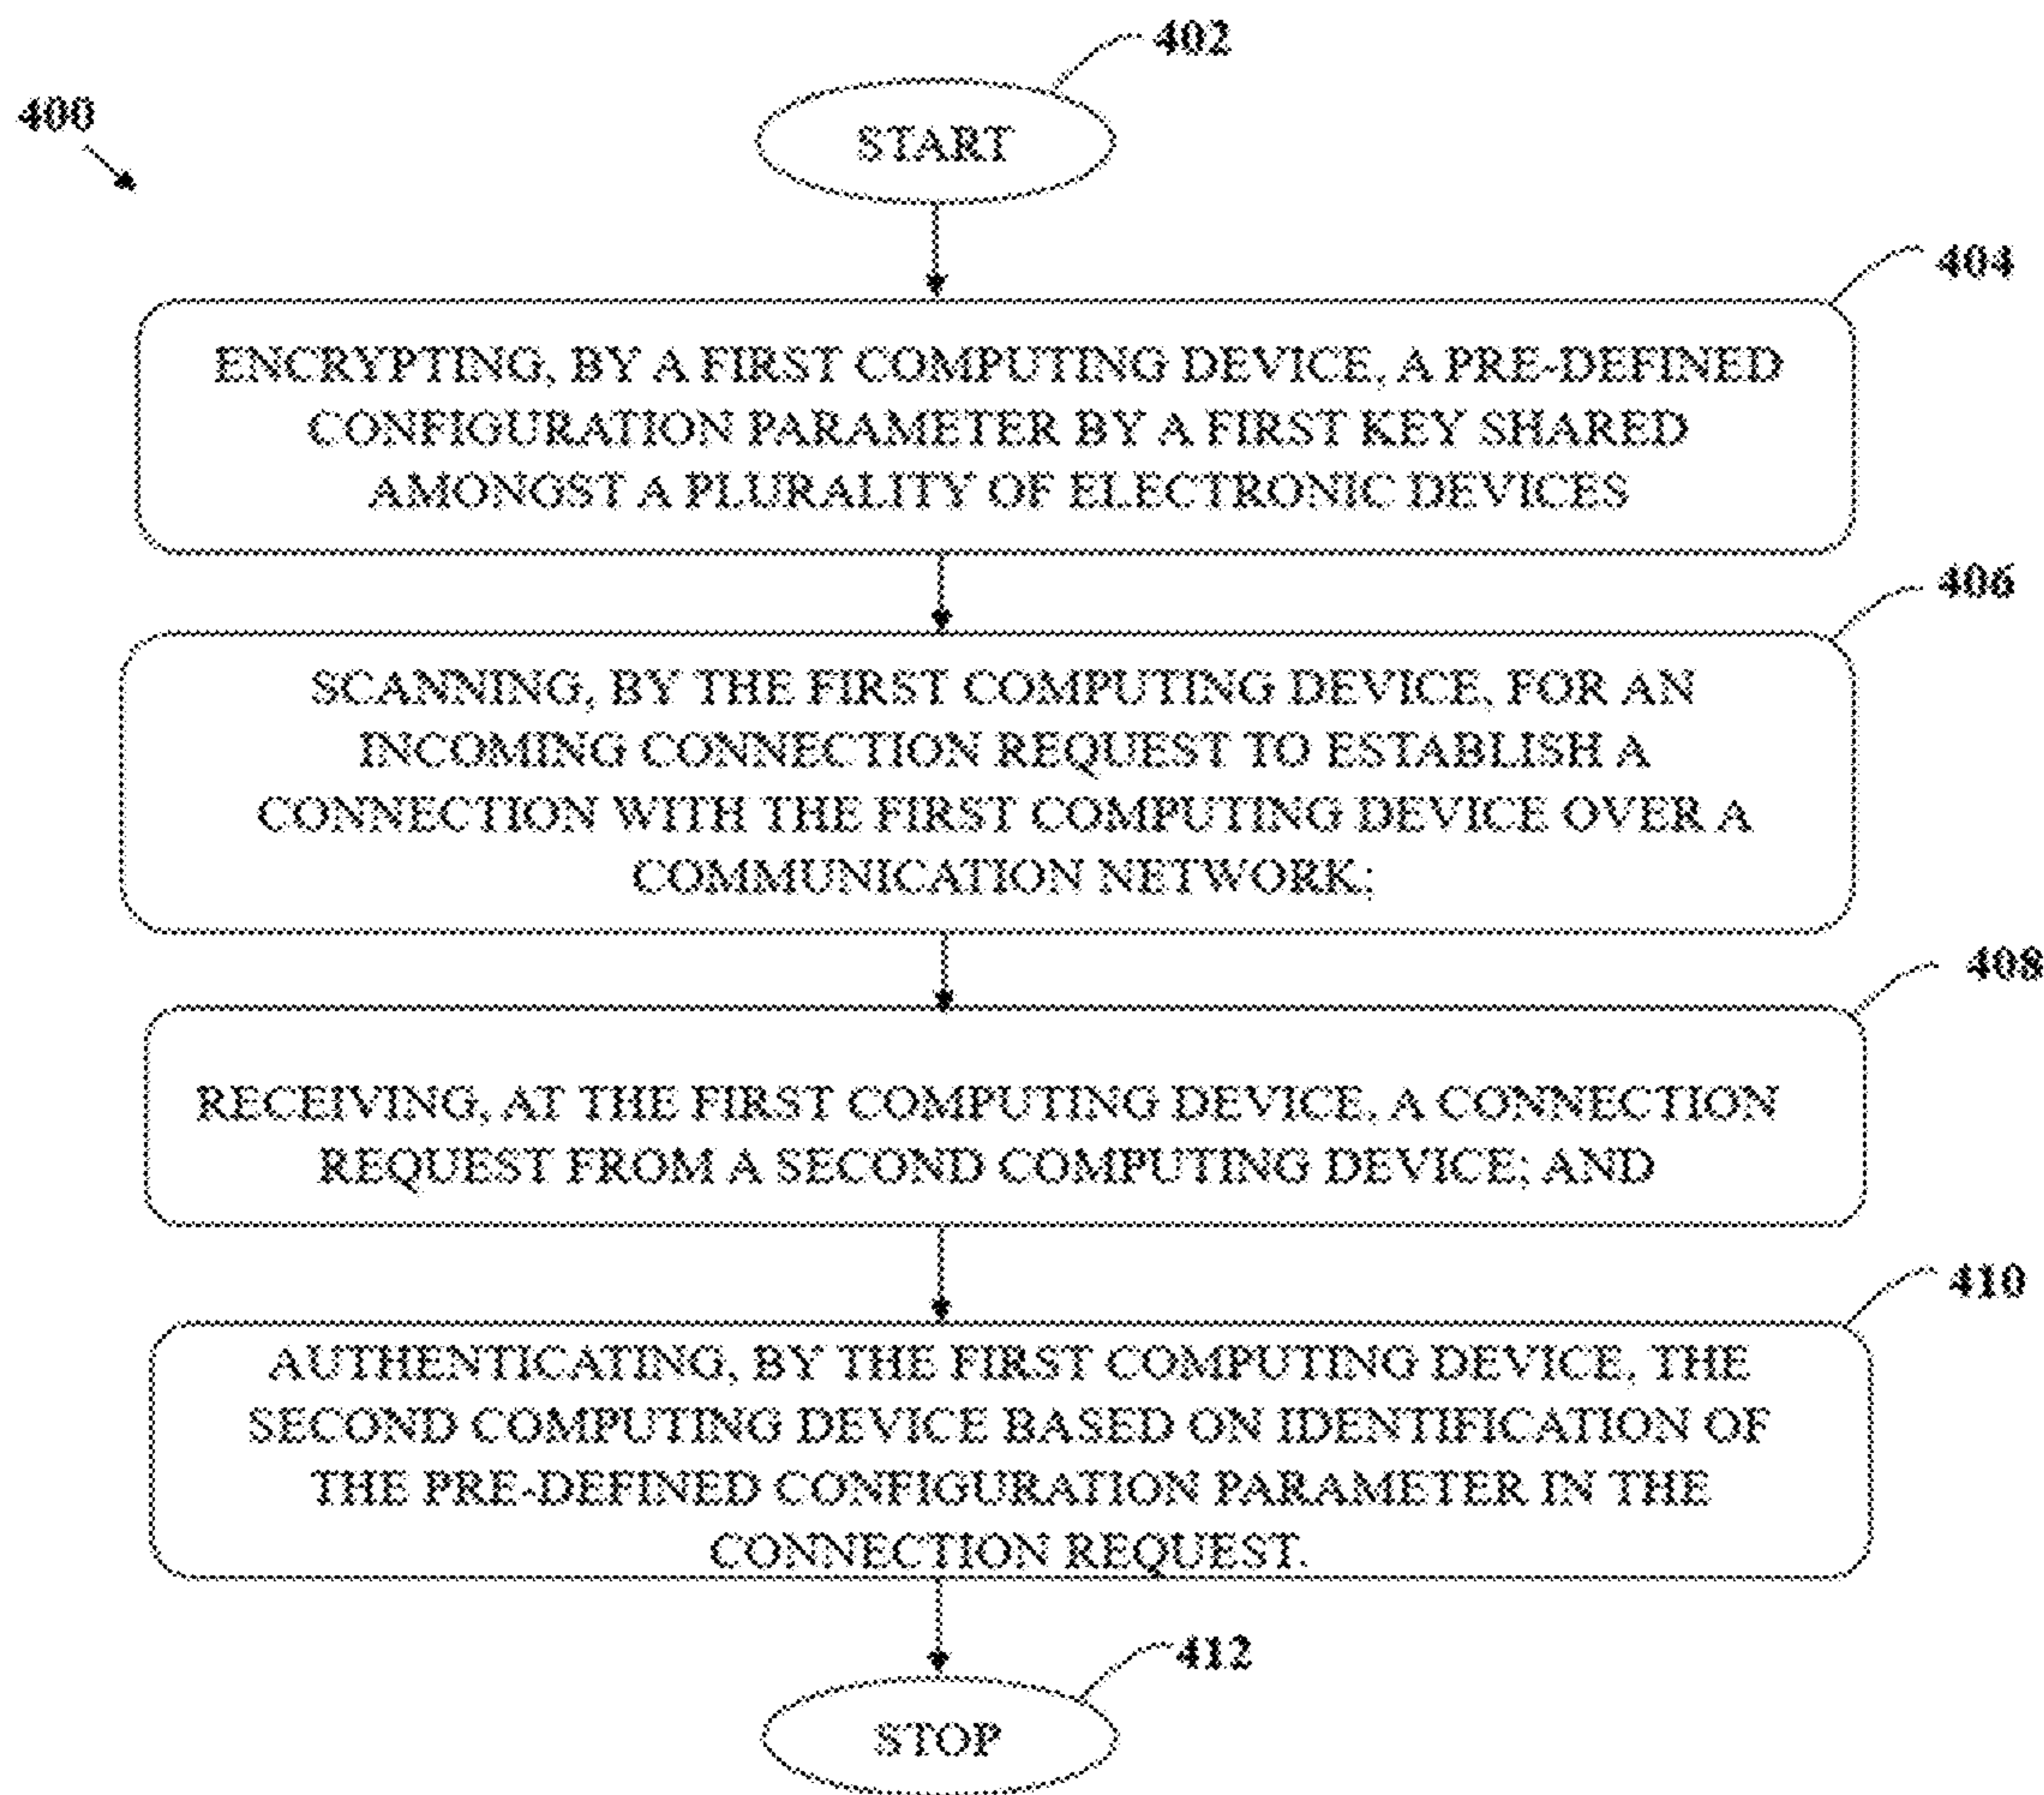 402
400
START
404
ENCRYPTING, BY A FIRST COMPUTING DEVICE, A PRE-DEFINED
CONFIGURATION PARAMETER BY A FIRST KEY SHARED
AMONGST A PLURALITY OF ELECTRONIC DEVICES
406
SCANNING, BY THE FIRST COMPUTING DEVICE, FOR AN
INCOMING CONNECTION REQUEST TO ESTABLISH A
CONNECTION WITH THE FIRST COMPUTING DEVICE OVER A
COMMUNICATION NETWORK;
408
RECEIVING, AT THE FIRST COMPUTING DEVICE, A CONNECTION
REQUEST FROM A SECOND COMPUTING DEVICE; AND
410
AUTHENTICATING, BY THE FIRST COMPUTING DEVICE, THE
SECOND COMPUTING DEVICE BASED ON IDENTIFICATION OF
THE PRE-DEFINED CONFIGURATION PARAMETER IN THE
CONNECTION REQUEST.
412
STOP